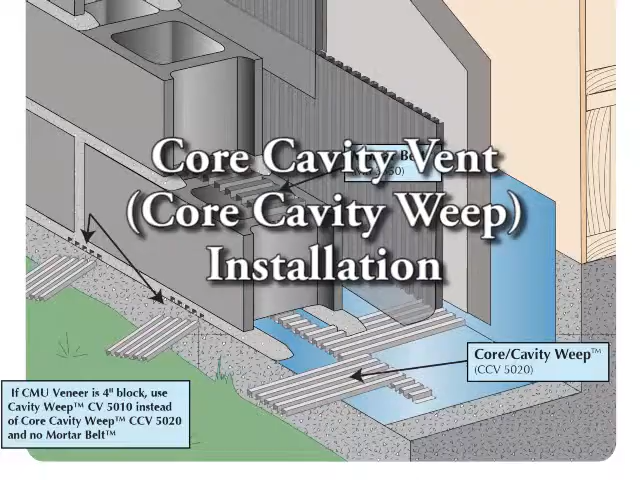 Core Cavity Vent
(Core Cavity Weep)
Installation
Core/Cavity Weep™
(CCV 5020)
If CMU Veneer is 4" block, use
Cavity Weep™ CV 5010 instead
of Core Cavity Weep™ CCV 5020
and no Mortar Belt™